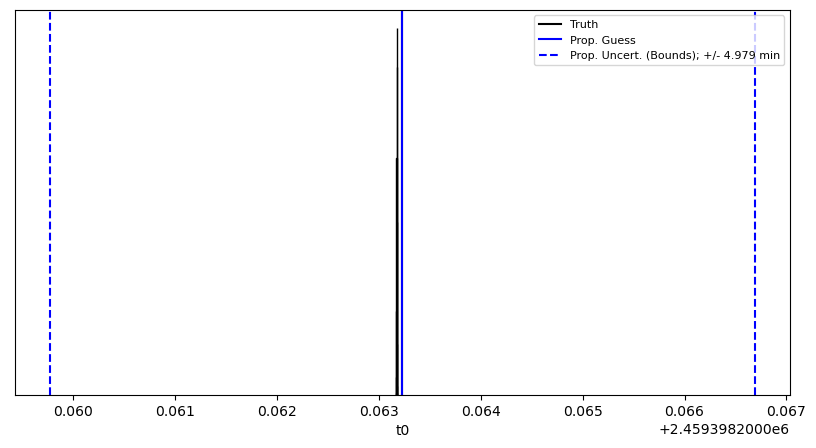 Truth
Prop. Guess
Prop. Uncert. (Bounds); +/- 4.979 min
0.060 0.061 0.062 0.063 0.064 0.065 0.066 0.067
t0
+2.4593982000e6